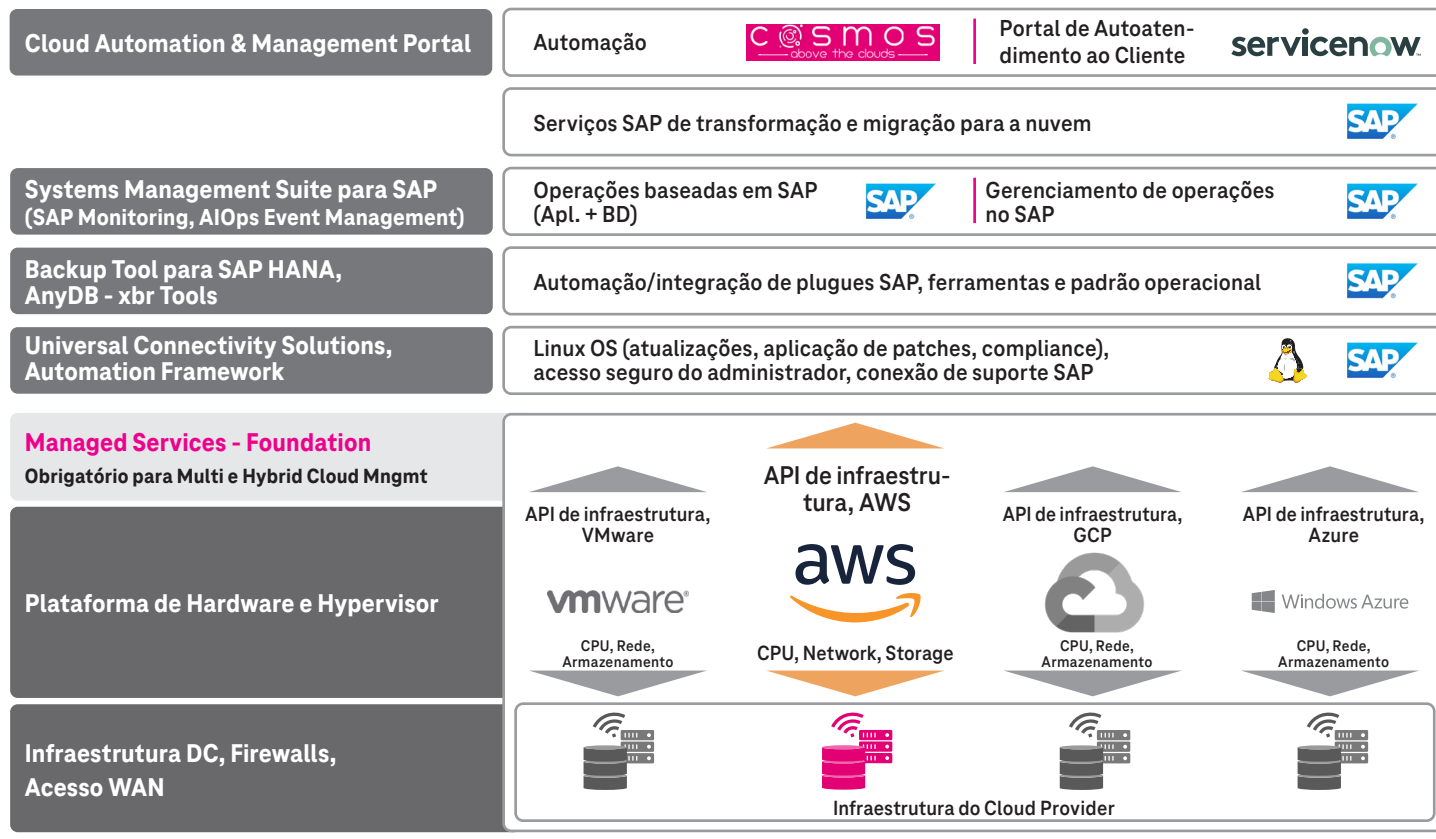 Cloud Automation & Management Portal
Automação
COSMOS
above the clouds
Portal de Autoaten-
dimento ao Cliente
servicenow
Serviços SAP de transformação e migração para a nuvem
SAP
Systems Management Suite para SAP
(SAP Monitoring, AIOps Event Management)
Operações baseadas em SAP
(Apl. + BD)
SAP
Gerenciamento de operações
no SAP
SAP
Backup Tool para SAP HANA,
AnyDB - xbr Tools
Automação/integração de plugues SAP, ferramentas e padrão operacional
SAP
Universal Connectivity Solutions,
Automation Framework
Linux OS (atualizações, aplicação de patches, compliance),
acesso seguro do administrador, conexão de suporte SAP
SAP
Managed Services - Foundation
Obrigatório para Multi e Hybrid Cloud Mngmt
Plataforma de Hardware e Hypervisor
API de infraestrutura,
VMware
vmware®
CPU, Rede,
Armazenamento
API de infraestru-
tura, AWS
aws
CPU, Network, Storage
API de infraestrutura,
GCP
CPU, Rede,
Armazenamento
API de infraestrutura,
Azure
Windows Azure
CPU, Rede,
Armazenamento
Infraestrutura DC, Firewalls,
Acesso WAN
Infraestrutura do Cloud Provider